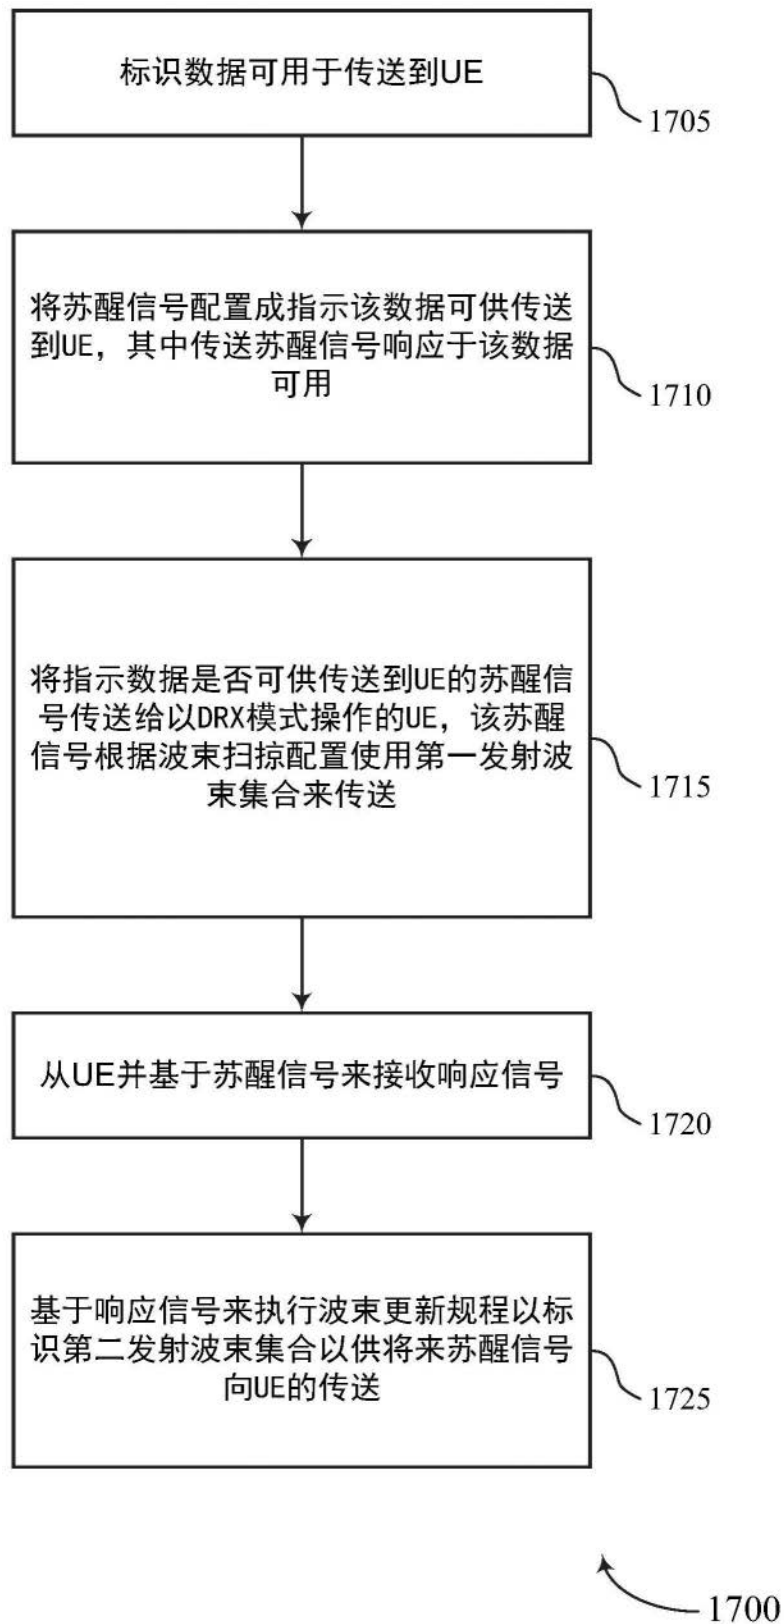 标识数据可用于传送到UE
1705
将苏醒信号配置成指示该数据可供传送
到UE，其中传送苏醒信号响应于该数据
可用
1710
将指示数据是否可供传送到UE的苏醒信
号传送给以DRX模式操作的UE，该苏醒
信号根据波束扫掠配置使用第一发射波
束集合来传送
1715
从UE并基于苏醒信号来接收响应信号
1720
基于响应信号来执行波束更新规程以标
识第二发射波束集合以供将来苏醒信号
向UE的传送
1725
1700